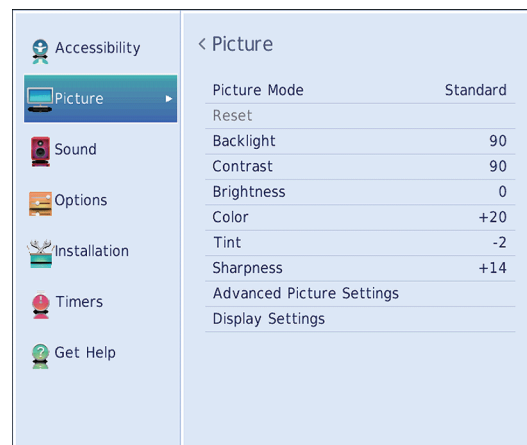 Accessibility
Picture
Sound
Options
Installation
Timers
Get Help
Picture
Picture Mode Standard
Reset
Backlight 90
Contrast 90
Brightness 0
Color +20
Tint -2
Sharpness +14
Advanced Picture Settings
Display Settings